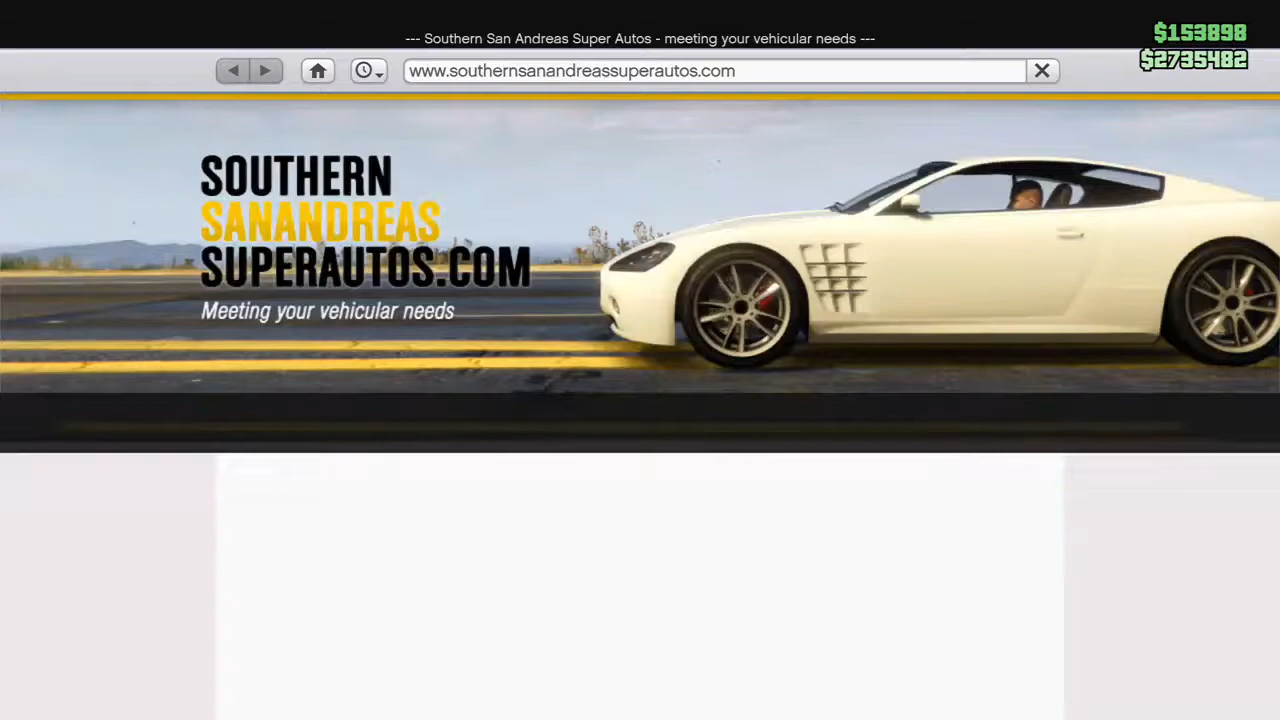 --- Southern San Andreas Super Autos - meeting your vehicular needs ---
$153898
$2735482
www.southernsanandreassuperautos.com
SOUTHERN
SANANDREAS
SUPERAUTOS.COM
Meeting your vehicular needs